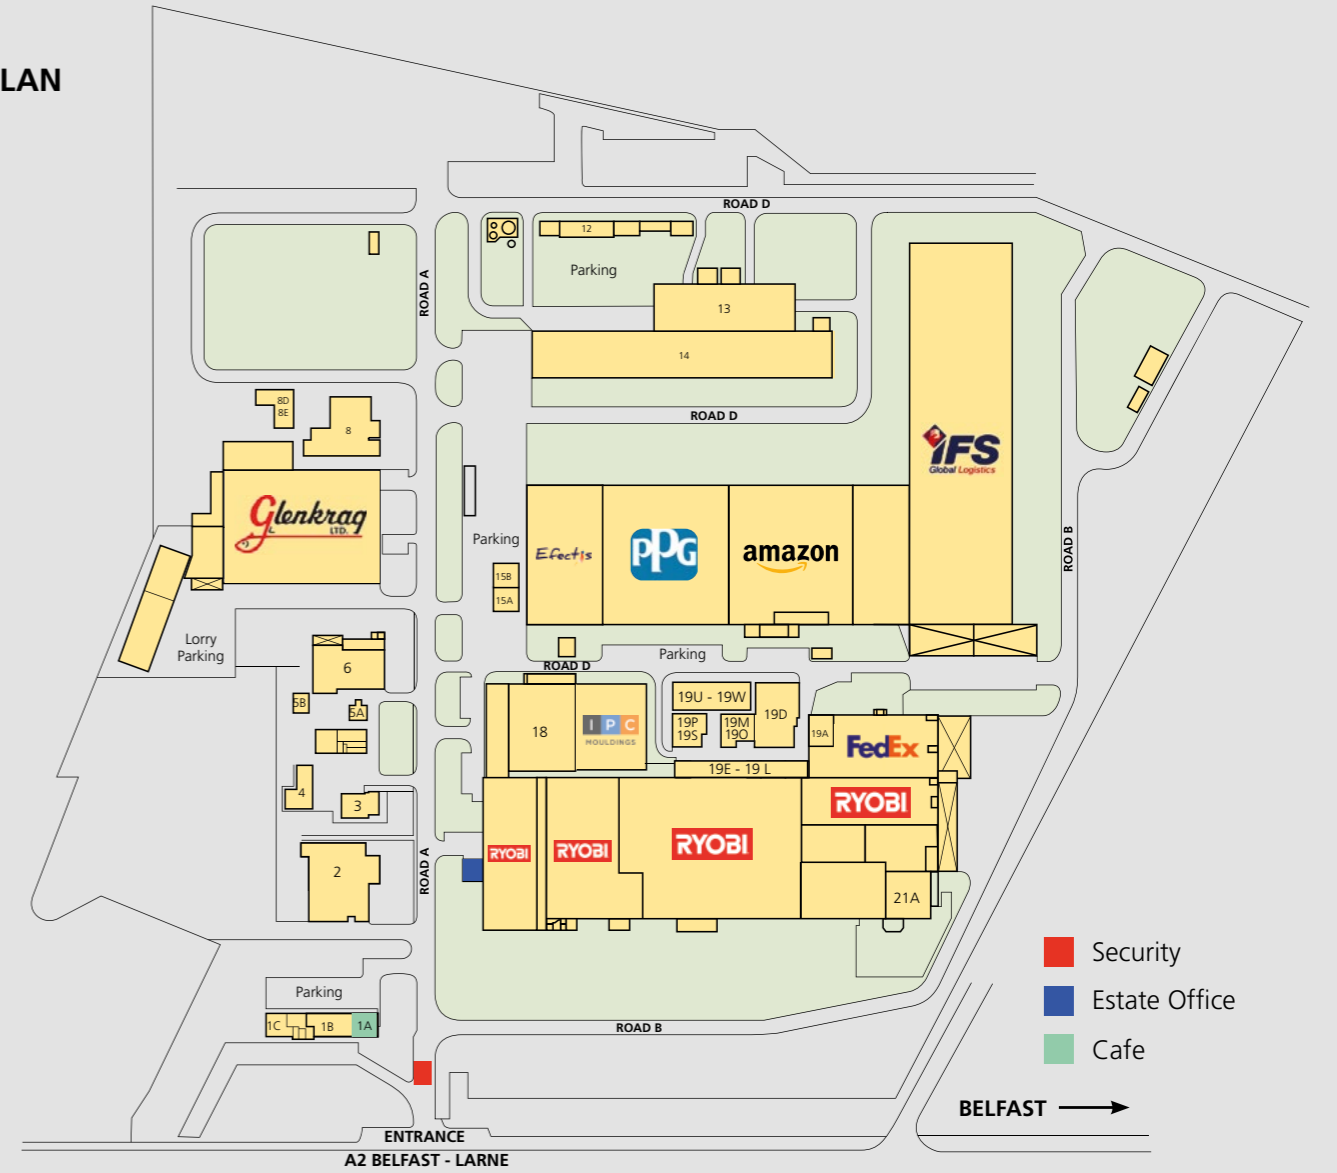 LAN
ROAD D
12
Parking
ROAD A
13
14
ROAD D
8D
8E
8
iFS
Global Logistics
Glenkrag
LTD.
Parking
Efectis
PPG
amazon
ROAD B
15B
15A
Lorry
Parking
6
Parking
ROAD D
5B
5A
18
IPC
MOULDINGS
19U - 19W
19P
19S
19M
19O
19D
19A
FedEx
19E - 19 L
4
3
RYOBI
RYOBI
RYOBI
RYOBI
2
ROAD A
21A
Security
Estate Office
Cafe
Parking
1C
1B
1A
ROAD B
BELFAST
ENTRANCE
A2 BELFAST - LARNE